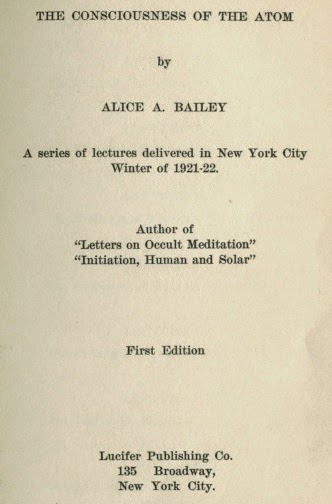 THE CONSCIOUSNESS OF THE ATOM
by
ALICE A. BAILEY
A series of lectures delivered in New York City
Winter of 1921-22.
Author of
“Letters on Occult Meditation”
“Initiation, Human and Solar”
First Edition
Lucifer Publishing Co.
135 Broadway,
New York City.